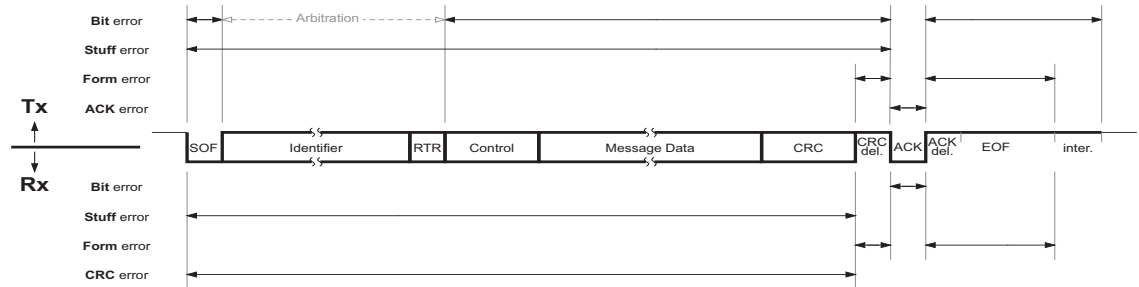 Bit error
Arbitration
Stuff error
Form error
Tx
ACK error
SOF Identifier RTR Control Message Data CRC CRC del. ACK ACK del. EOF inter.
Rx
Bit error
Stuff error
Form error
CRC error